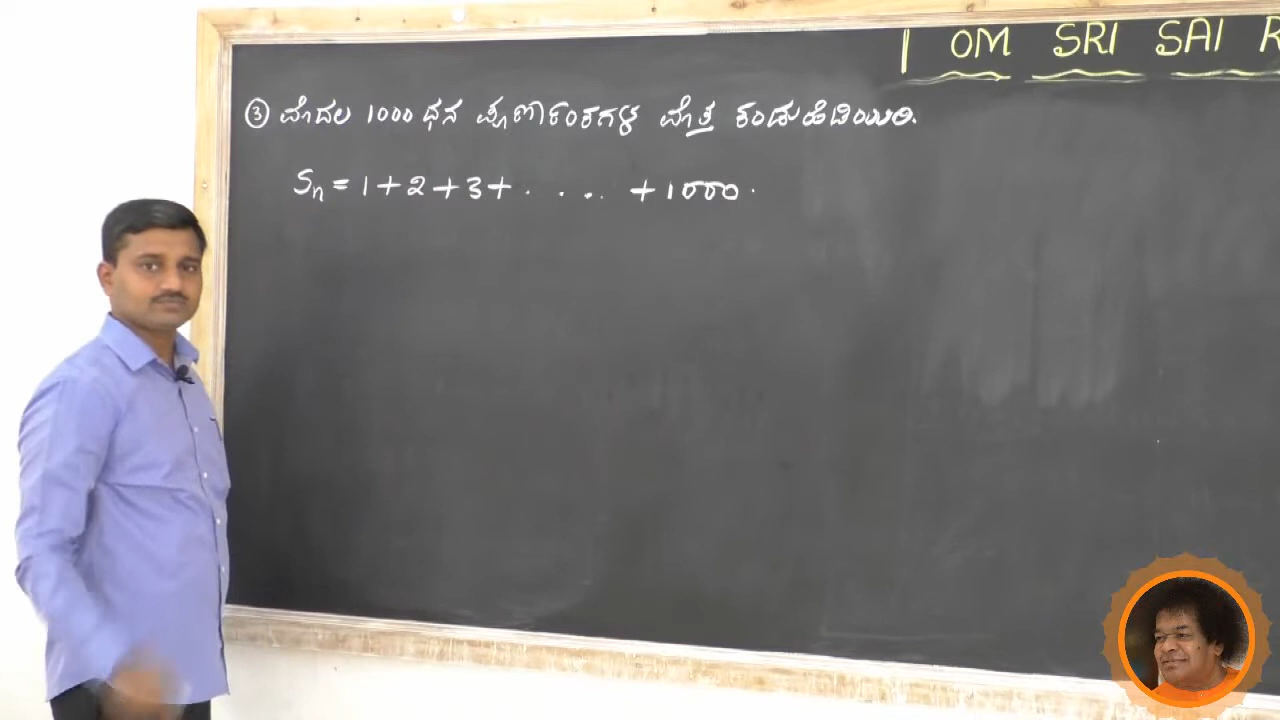 | OM SRI SAI R
③ ಮೊದಲ 1000 ಧನ ಪೂರ್ಣಾಂಕಗಳ ಮೊತ್ತ ಕಂಡುಹಿಡಿಯಿರಿ.
Sn = 1 + 2 + 3 + . . . . . + 1000.